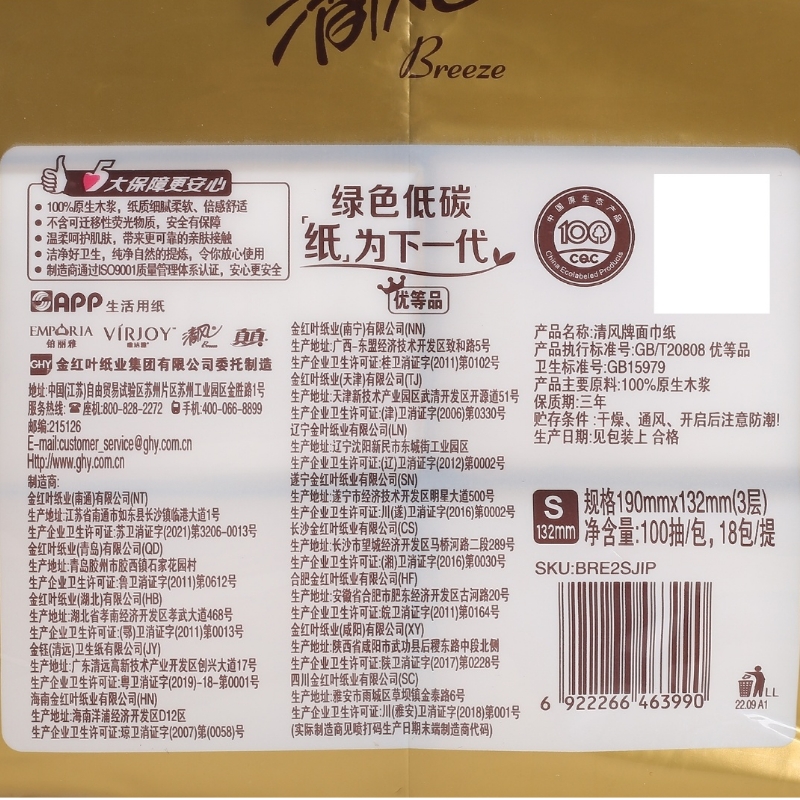 清风
Breeze
5大保障更安心
• 100%原生木浆，纸质细腻柔软、倍感舒适
• 不含可迁移性荧光物质，安全有保障
• 温柔呵护肌肤，带来更可靠的亲肤接触
• 洁净好卫生，纯净自然的提炼，令你放心使用
• 制造商通过ISO9001质量管理体系认证，安心更安全
APP 生活用纸
EMPORIA VIRJOY 清风 真真
伯丽雅 唯洁雅 Breeze
GHY 金红叶纸业集团有限公司委托制造
地址:中国(江苏)自由贸易试验区苏州片区苏州工业园区金胜路1号
服务热线: 座机:800-828-2272 手机:400-066-8899
邮编:215126
E-mail:customer_service@ghy.com.cn
Http://www.ghy.com.cn
制造商:
金红叶纸业(南通)有限公司(NT)
生产地址:江苏省南通市如东县长沙镇临港大道1号
生产企业卫生许可证:苏卫消证字(2021)第3206-0013号
金红叶纸业(青岛)有限公司(QD)
生产地址:青岛胶州市胶西镇石家花园村
生产企业卫生许可证:鲁卫消证字(2011)第0612号
金红叶纸业(湖北)有限公司(HB)
生产地址:湖北省孝南经济开发区孝武大道468号
生产企业卫生许可证:(鄂)卫消证字(2011)第0013号
金钰(清远)卫生纸有限公司(JY)
生产地址:广东清远高新技术产业开发区创兴大道17号
生产企业卫生许可证:粤卫消证字(2019)-18-第0001号
海南金红叶纸业有限公司(HN)
生产地址:海南洋浦经济开发区D12区
生产企业卫生许可证:琼卫消证字(2007)第(0058)号
绿色低碳
「纸」为下一代
优等品
金红叶纸业(南宁)有限公司(NN)
生产地址:广西-东盟经济技术开发区致和路5号
生产企业卫生许可证:桂卫消证字(2011)第0102号
金红叶纸业(天津)有限公司(TJ)
生产地址:天津新技术产业园区武清开发区开源道51号
生产企业卫生许可证:(津)卫消证字(2006)第0330号
辽宁金红叶纸业有限公司(LN)
生产地址:辽宁沈阳新民市东城街工业园区
生产企业卫生许可证:(辽)卫消证字(2012)第0002号
遂宁金红叶纸业有限公司(SN)
生产地址:遂宁市经济技术开发区明星大道500号
生产企业卫生许可证:川(遂)卫消证字(2016)第0002号
长沙金红叶纸业有限公司(CS)
生产地址:长沙市望城经济开发区马桥河路二段289号
生产企业卫生许可证:(湘)卫消证字(2016)第0030号
合肥金红叶纸业有限公司(HF)
生产地址:安徽省合肥市肥东经济开发区古河路20号
生产企业卫生许可证:皖卫消证字(2011)第0164号
金红叶纸业(咸阳)有限公司(XY)
生产地址:陕西省咸阳市武功县后稷东路中段北侧
生产企业卫生许可证:陕卫消证字(2017)第0228号
四川金红叶纸业有限公司(SC)
生产地址:雅安市雨城区草坝镇金泰路6号
生产企业卫生许可证:川(雅安)卫消证字(2018)第001号
(实际制造商见喷打码生产日期末端制造商代码)
中国原生态产品
100
CQC
China Ecolabeled Products
产品名称:清风牌面巾纸
产品执行标准号:GB/T20808 优等品
卫生标准号:GB15979
产品主要原料:100%原生木浆
保质期:三年
贮存条件:干燥、通风、开启后注意防潮!
生产日期:见包装上 合格
S
132mm
规格190mmx132mm(3层)
净含量:100抽/包, 18包/提
SKU:BRE2SJIP
6 922266 463990
LL
22.09 A1